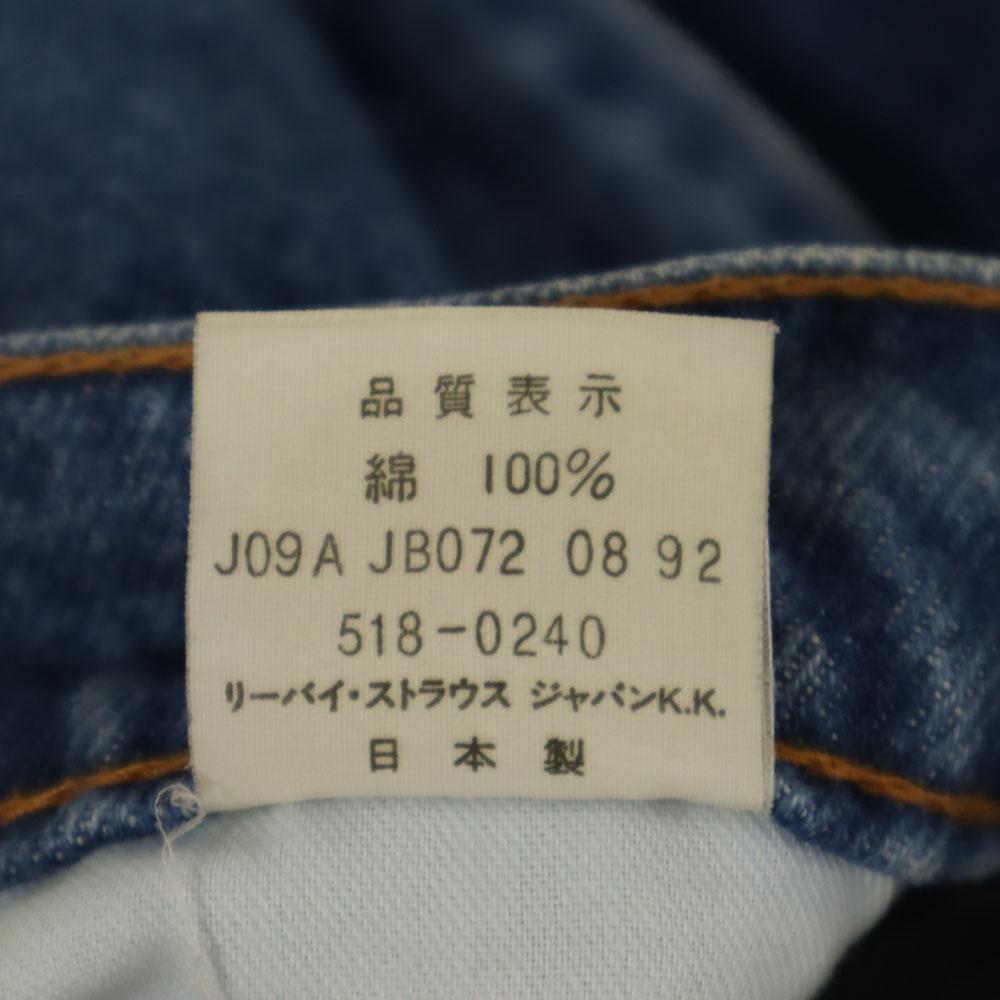 品質表示
綿 100%
J09A JB072 08 92
518-0240
リーバイ・ストラウス ジャパンK.K.
日本製